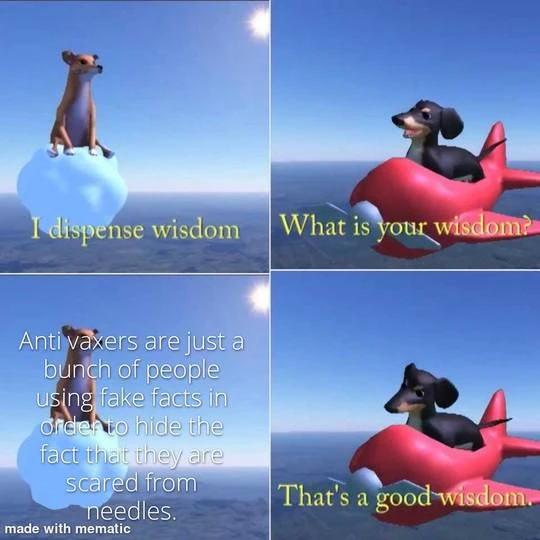 I dispense wisdom
What is your wisdom?
Anti vaxers are just a
bunch of people
using fake facts in
order to hide the
fact that they are
scared from
needles.
That's a good wisdom.
made with mematic